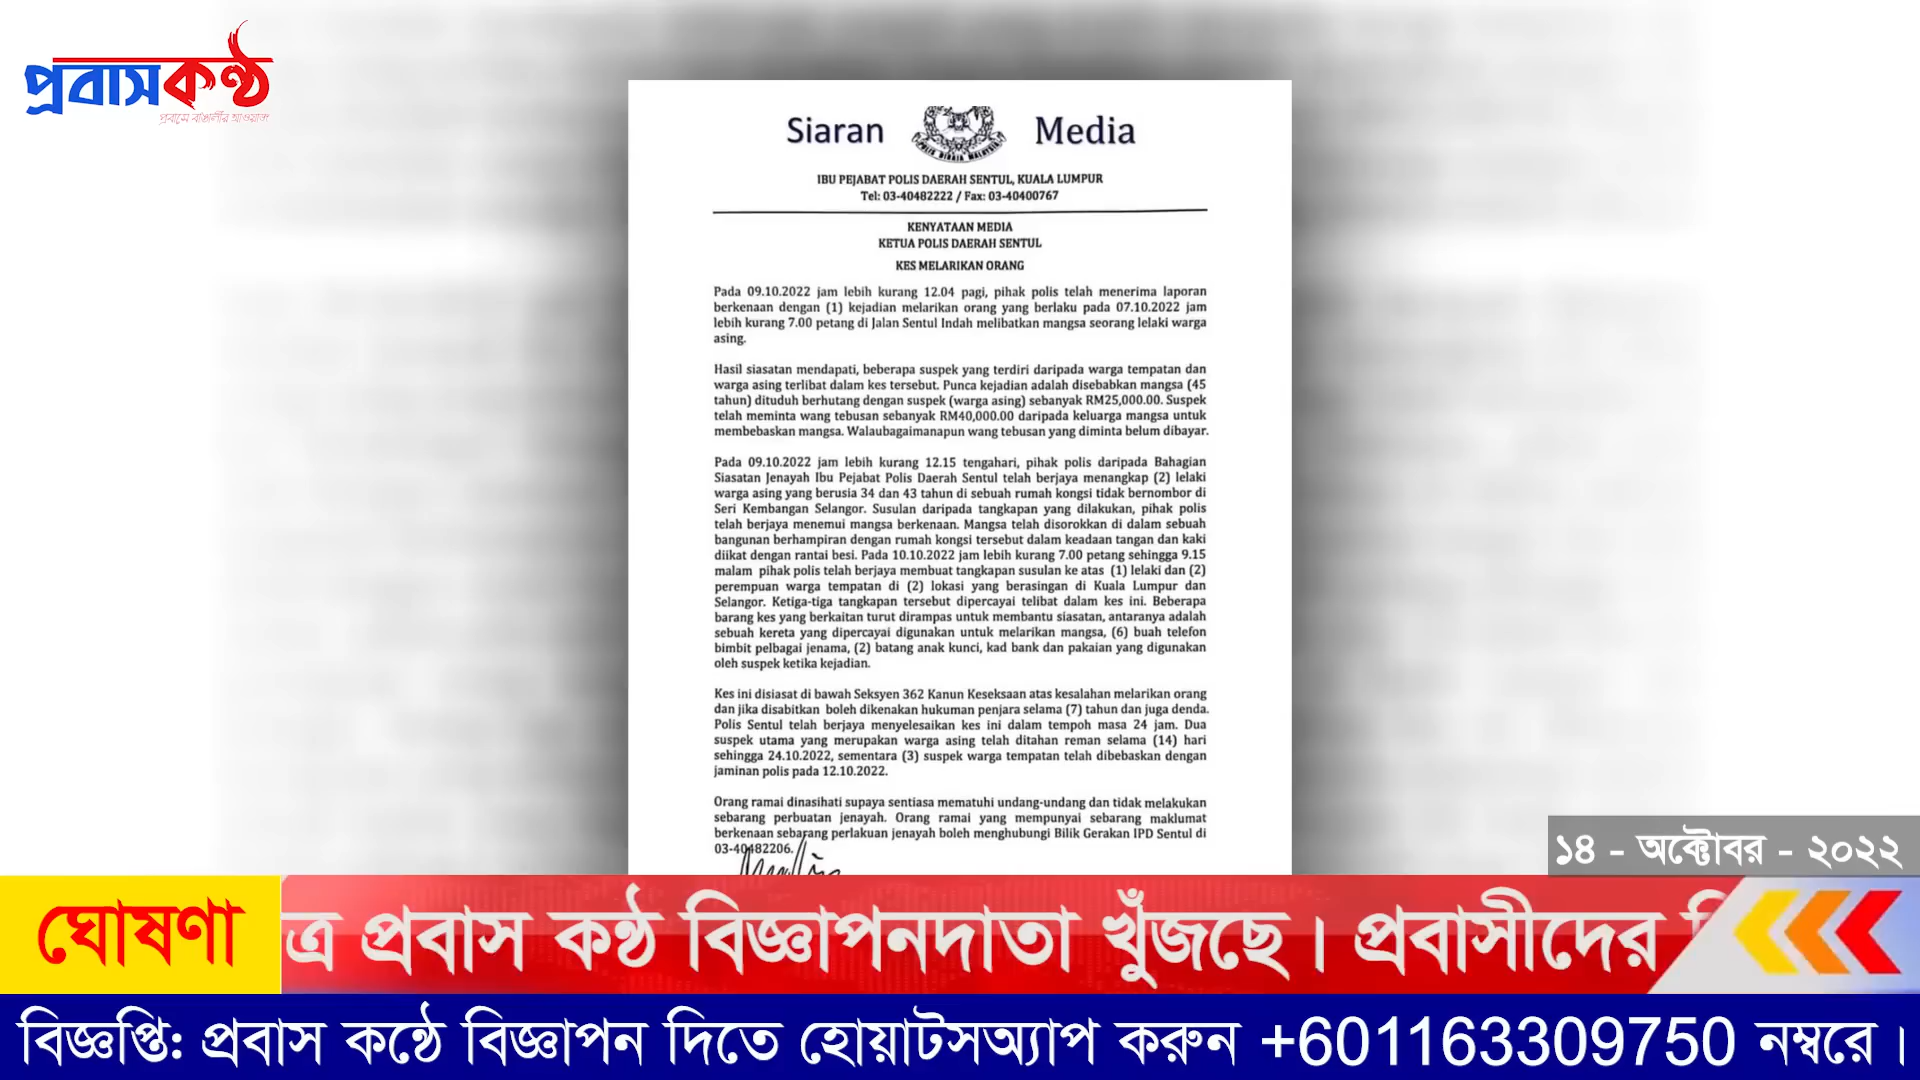 প্রবাসকণ্ঠ
প্রবাসে বাঙালীর আওয়াজ
Siaran Media
POLIS DIRAJA MALAYSIA
IBU PEJABAT POLIS DAERAH SENTUL, KUALA LUMPUR
Tel: 03-40482222 / Fax: 03-40400767
KENYATAAN MEDIA
KETUA POLIS DAERAH SENTUL
KES MELARIKAN ORANG
Pada 09.10.2022 jam lebih kurang 12.04 pagi, pihak polis telah menerima laporan
berkenaan dengan (1) kejadian melarikan orang yang berlaku pada 07.10.2022 jam
lebih kurang 7.00 petang di Jalan Sentul Indah melibatkan mangsa seorang lelaki warga
asing.
Hasil siasatan mendapati, beberapa suspek yang terdiri daripada warga tempatan dan
warga asing terlibat dalam kes tersebut. Punca kejadian adalah disebabkan mangsa (45
tahun) dituduh berhutang dengan suspek (warga asing) sebanyak RM25,000.00. Suspek
telah meminta wang tebusan sebanyak RM40,000.00 daripada keluarga mangsa untuk
membebaskan mangsa. Walaubagaimanapun wang tebusan yang diminta belum dibayar.
Pada 09.10.2022 jam lebih kurang 12.15 tengahari, pihak polis daripada Bahagian
Siasatan Jenayah Ibu Pejabat Polis Daerah Sentul telah berjaya menangkap (2) lelaki
warga asing yang berusia 34 dan 43 tahun di sebuah rumah kongsi tidak bernombor di
Seri Kembangan Selangor. Susulan daripada tangkapan yang dilakukan, pihak polis
telah berjaya menemui mangsa berkenaan. Mangsa telah disorokkan di dalam sebuah
bangunan berhampiran dengan rumah kongsi tersebut dalam keadaan tangan dan kaki
diikat dengan rantai besi. Pada 10.10.2022 jam lebih kurang 7.00 petang sehingga 9.15
malam pihak polis telah berjaya membuat tangkapan susulan ke atas (1) lelaki dan (2)
perempuan warga tempatan di (2) lokasi yang berasingan di Kuala Lumpur dan
Selangor. Ketiga-tiga tangkapan tersebut dipercayai telibat dalam kes ini. Beberapa
barang kes yang berkaitan turut dirampas untuk membantu siasatan, antaranya adalah
sebuah kereta yang dipercayai digunakan untuk melarikan mangsa, (6) buah telefon
bimbit pelbagai jenama, (2) batang anak kunci, kad bank dan pakaian yang digunakan
oleh suspek ketika kejadian.
Kes ini disiasat di bawah Seksyen 362 Kanun Keseksaan atas kesalahan melarikan orang
dan jika disabitkan boleh dikenakan hukuman penjara selama (7) tahun dan juga denda.
Polis Sentul telah berjaya menyelesaikan kes ini dalam tempoh masa 24 jam. Dua
suspek utama yang merupakan warga asing telah ditahan reman selama (14) hari
sehingga 24.10.2022, sementara (3) suspek warga tempatan telah dibebaskan dengan
jaminan polis pada 12.10.2022.
Orang ramai dinasihati supaya sentiasa mematuhi undang-undang dan tidak melakukan
sebarang perbuatan jenayah. Orang ramai yang mempunyai sebarang maklumat
berkenaan sebarang perlakuan jenayah boleh menghubungi Bilik Gerakan IPD Sentul di
03-40482206.
১৪ - অক্টোবর - ২০২২
ঘোষণা ত্র প্রবাস কণ্ঠ বিজ্ঞাপনদাতা খুঁজছে। প্রবাসীদের
বিজ্ঞপ্তি: প্রবাস কন্ঠে বিজ্ঞাপন দিতে হোয়াটসঅ্যাপ করুন +601163309750 নম্বরে।